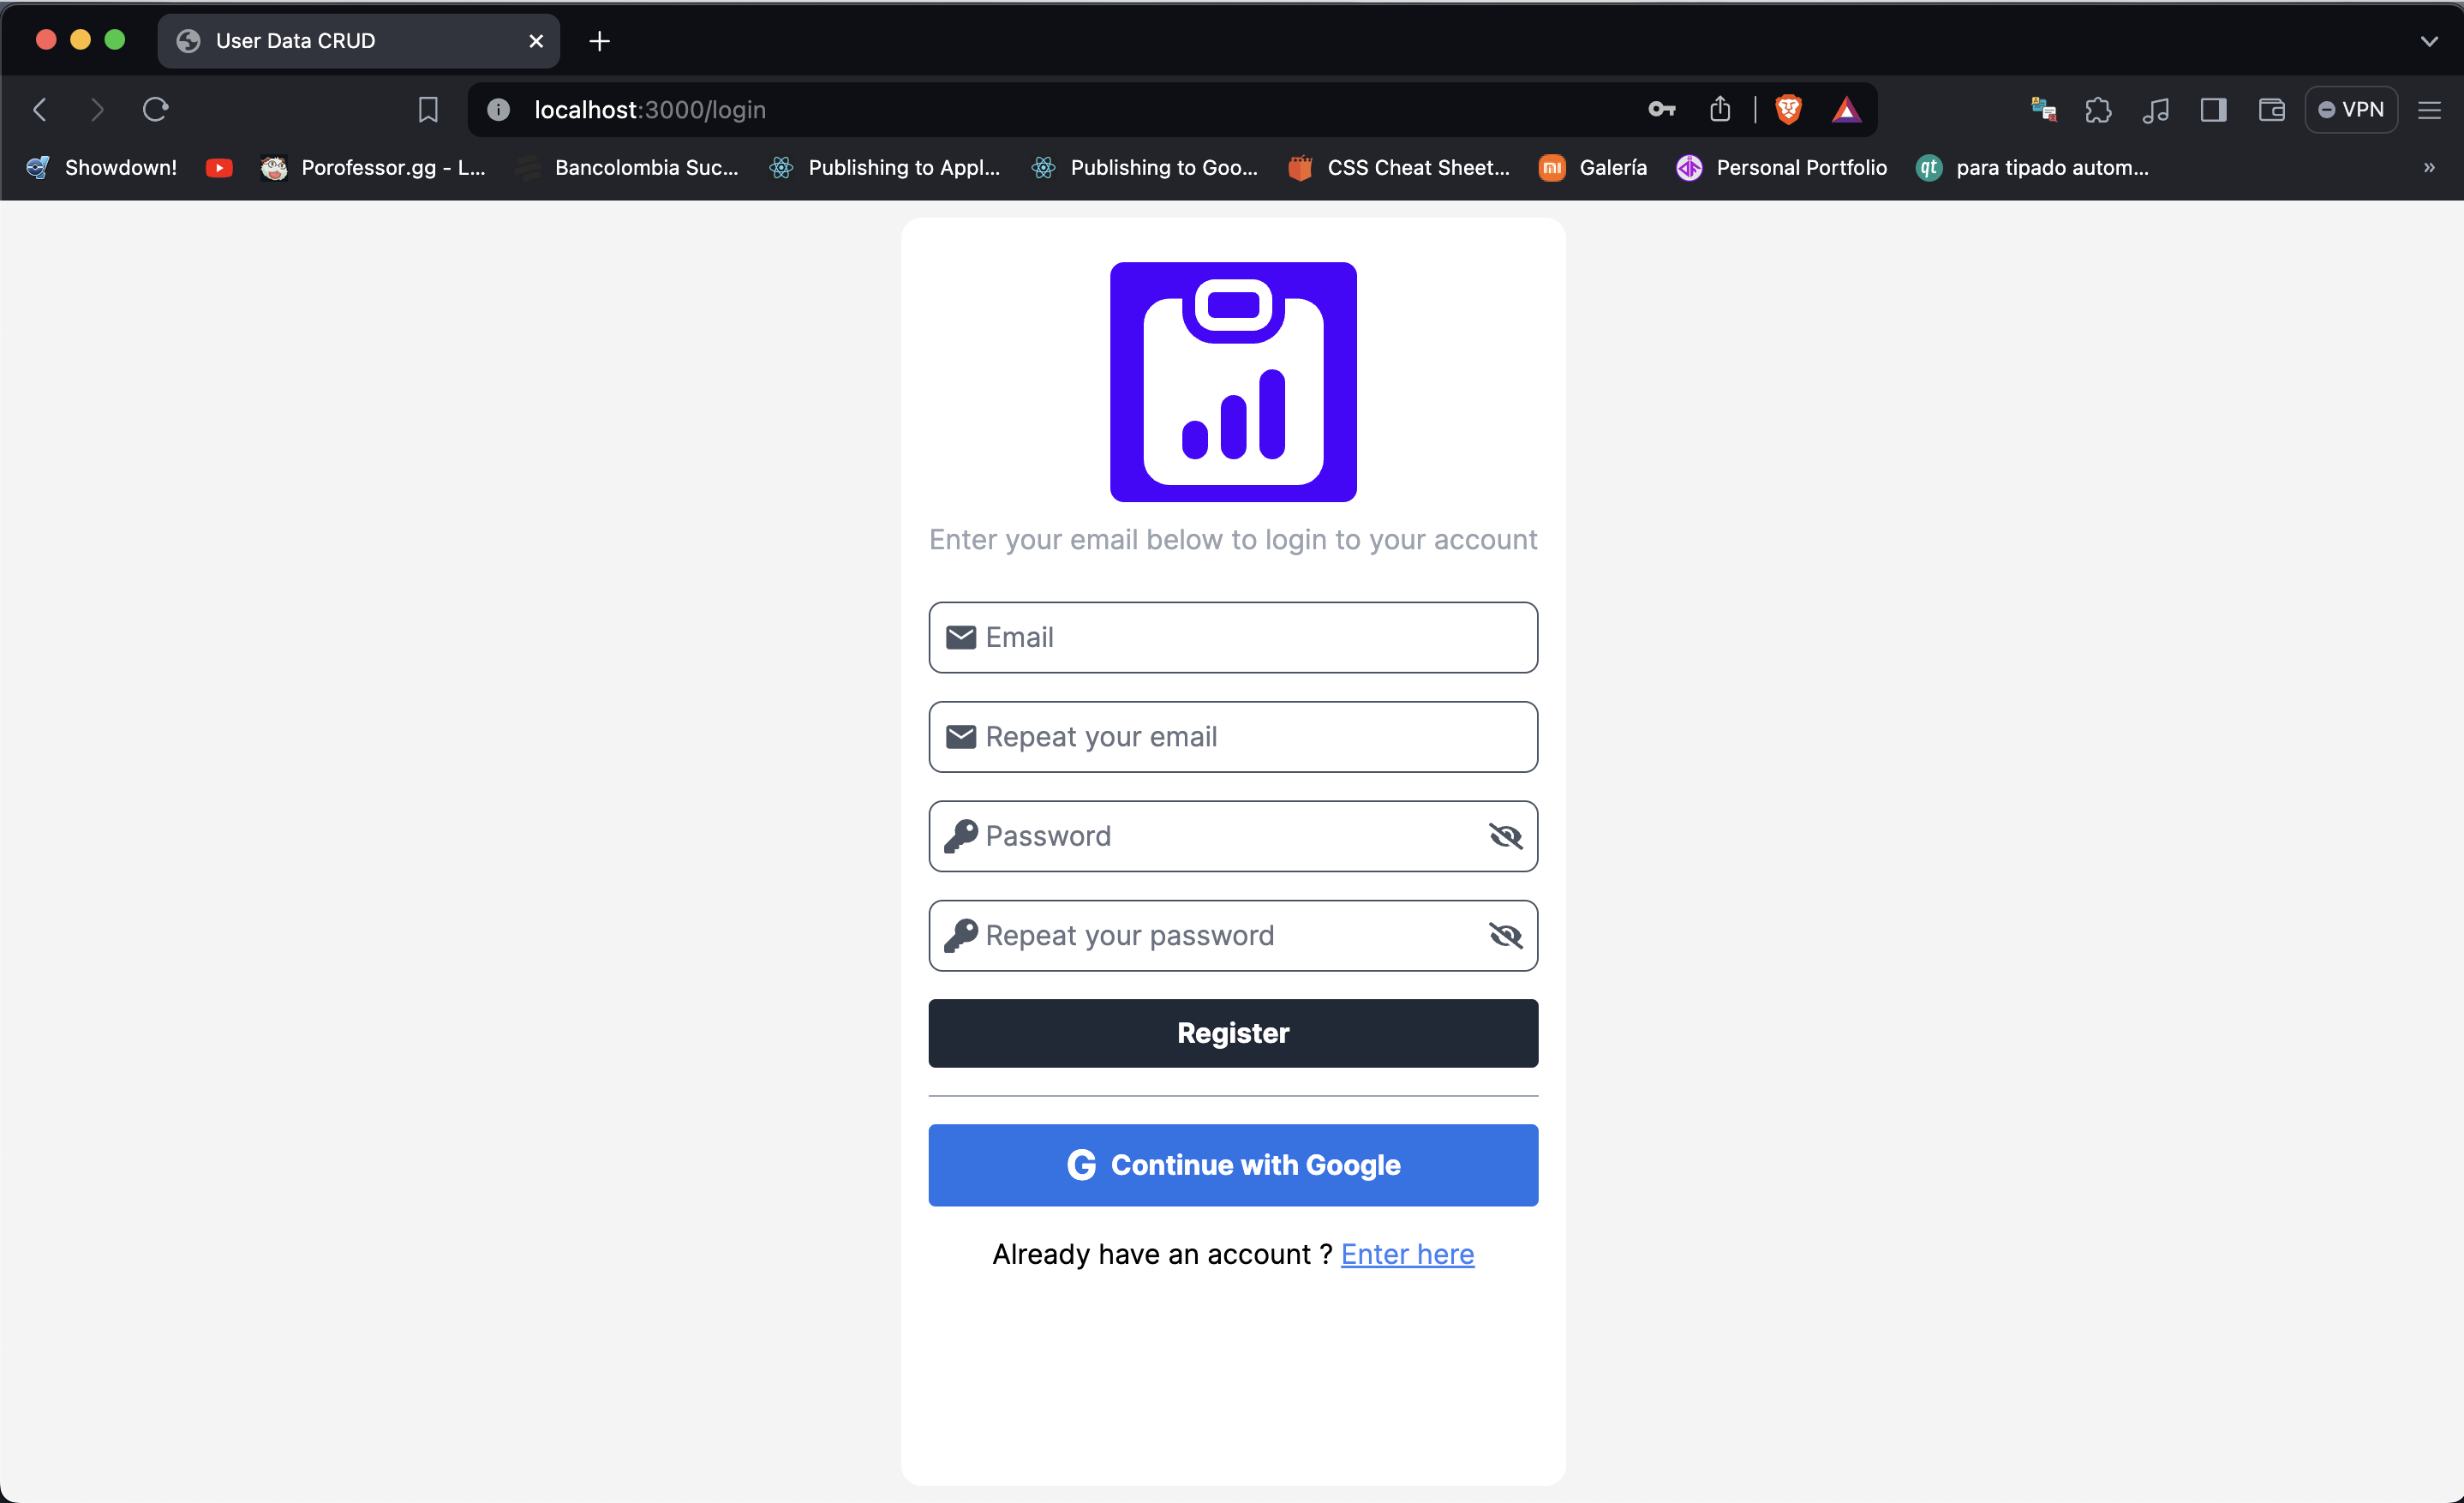 User Data CRUD
localhost:3000/login
VPN
Showdown!
Porofessor.gg - L...
Bancolombia Suc...
Publishing to Appl...
Publishing to Goo...
CSS Cheat Sheet...
mi
Galería
Personal Portfolio
qt
para tipado autom...
Enter your email below to login to your account
Email
Repeat your email
Password
Repeat your password
Register
G Continue with Google
Already have an account ? Enter here